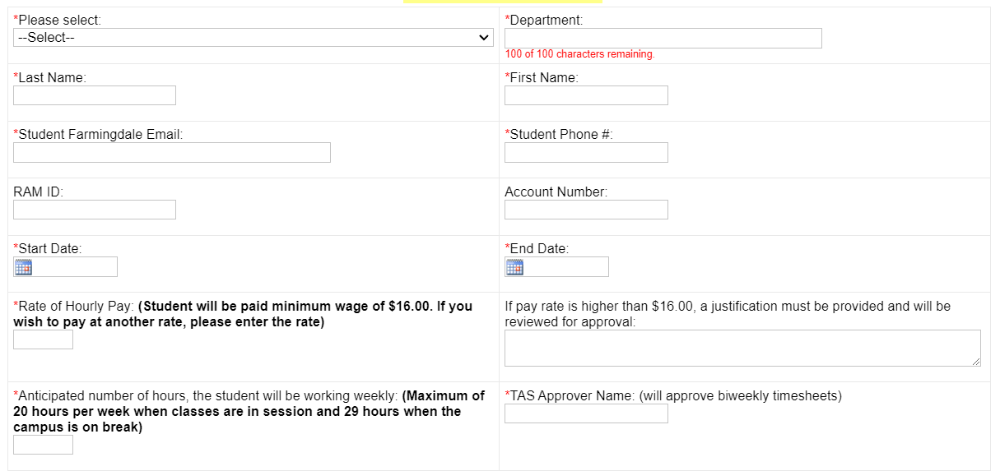 *Please select:
--Select--
*Department:
100 of 100 characters remaining.
*Last Name:
*First Name:
*Student Farmingdale Email:
*Student Phone #:
RAM ID:
Account Number:
*Start Date:
*End Date:
*Rate of Hourly Pay: (Student will be paid minimum wage of $16.00. If you
wish to pay at another rate, please enter the rate)
If pay rate is higher than $16.00, a justification must be provided and will be
reviewed for approval:
*Anticipated number of hours, the student will be working weekly: (Maximum of
20 hours per week when classes are in session and 29 hours when the
campus is on break)
*TAS Approver Name: (will approve biweekly timesheets)